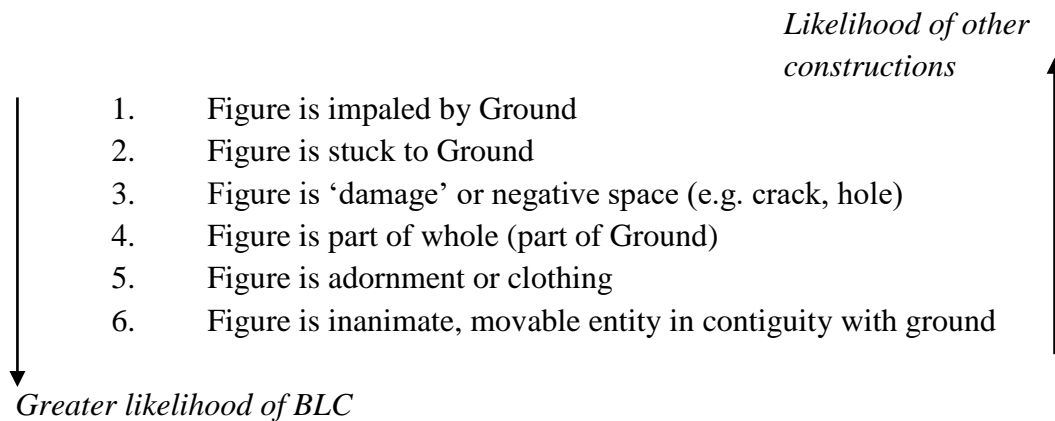 Likelihood of other
constructions
1. Figure is impaled by Ground
2. Figure is stuck to Ground
3. Figure is ‘damage’ or negative space (e.g. crack, hole)
4. Figure is part of whole (part of Ground)
5. Figure is adornment or clothing
6. Figure is inanimate, movable entity in contiguity with ground
Greater likelihood of BLC